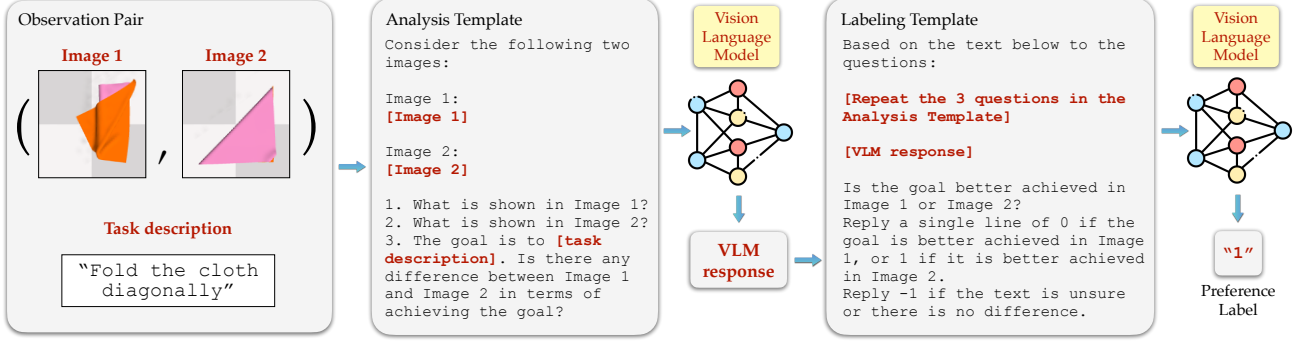 Observation Pair
Image 1
Image 2
( , )
Task description
“Fold the cloth
diagonally”
Analysis Template
Consider the following two
images:
Image 1:
[Image 1]
Image 2:
[Image 2]
1. What is shown in Image 1?
2. What is shown in Image 2?
3. The goal is to [task
description]. Is there any
difference between Image 1
and Image 2 in terms of
achieving the goal?
Vision
Language
Model
VLM
response
Labeling Template
Based on the text below to the
questions:
[Repeat the 3 questions in the
Analysis Template]
[VLM response]
Is the goal better achieved in
Image 1 or Image 2?
Reply a single line of 0 if the
goal is better achieved in Image
1, or 1 if it is better achieved
in Image 2.
Reply -1 if the text is unsure
or there is no difference.
Vision
Language
Model
“1”
Preference
Label